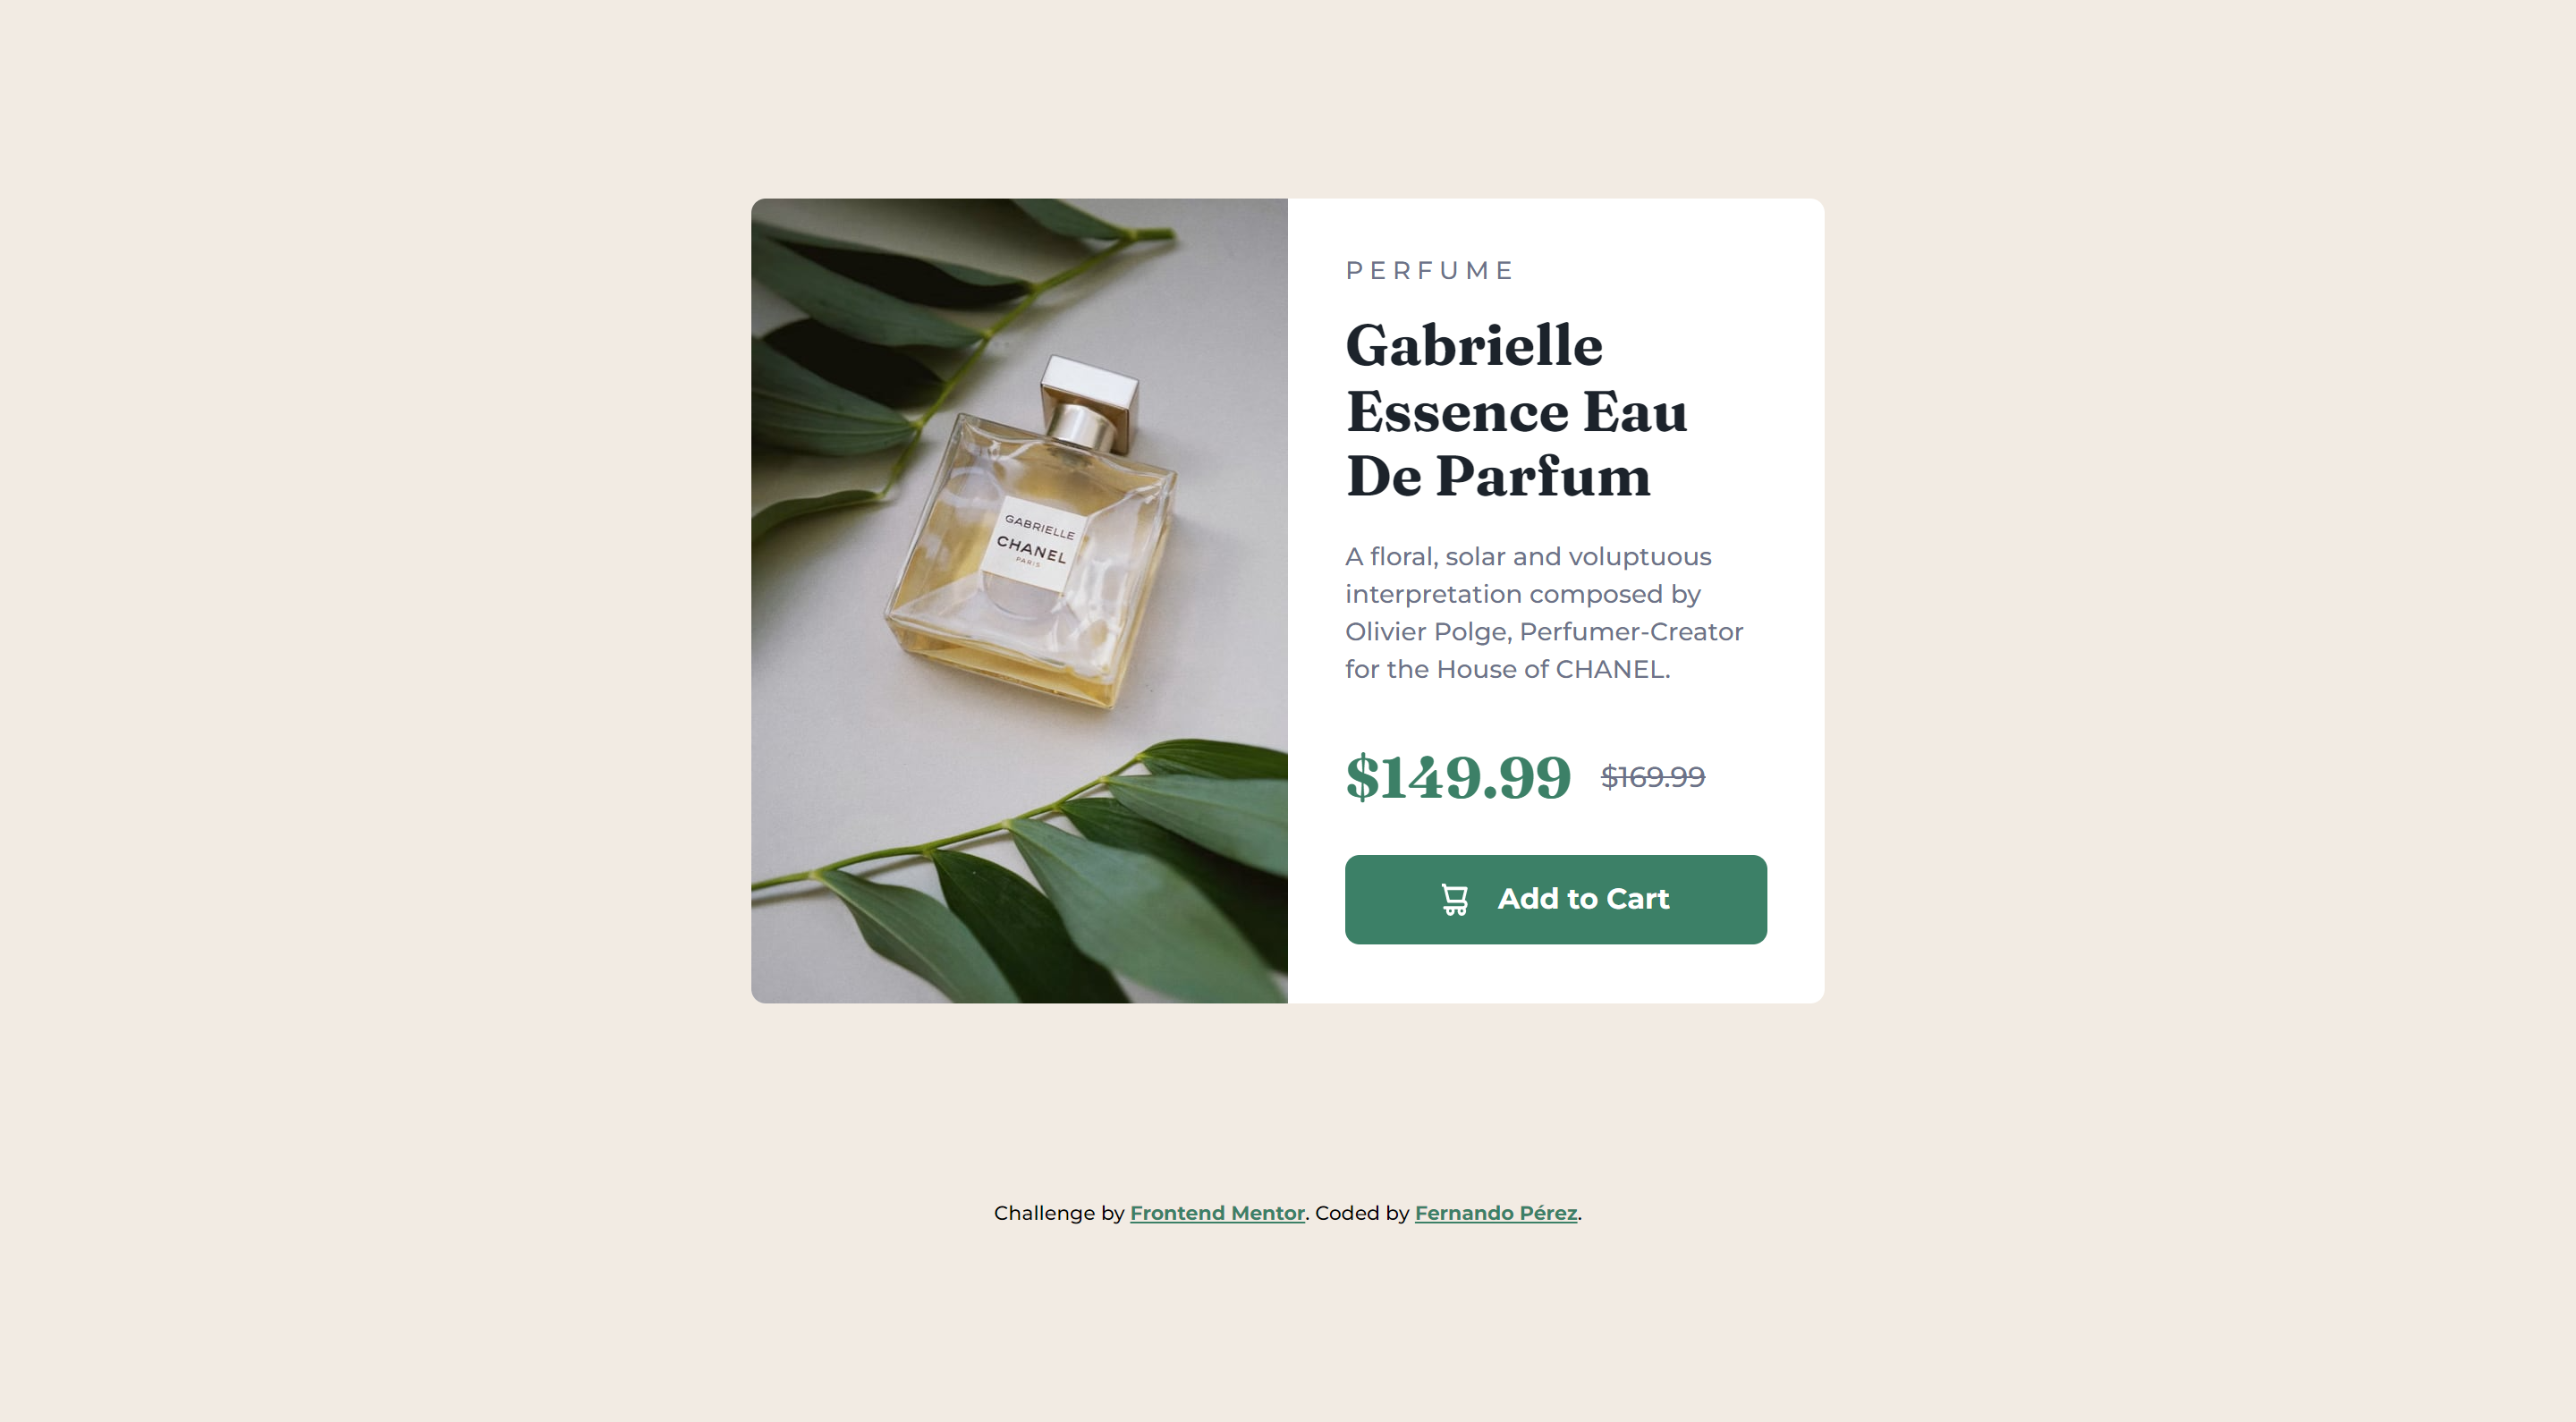 GABRIELLE
CHANEL
PARIS
PERFUME
Gabrielle
Essence Eau
De Parfum
A floral, solar and voluptuous
interpretation composed by
Olivier Polge, Perfumer-Creator
for the House of CHANEL.
$149.99 $169.99
Add to Cart
Challenge by Frontend Mentor. Coded by Fernando Pérez.